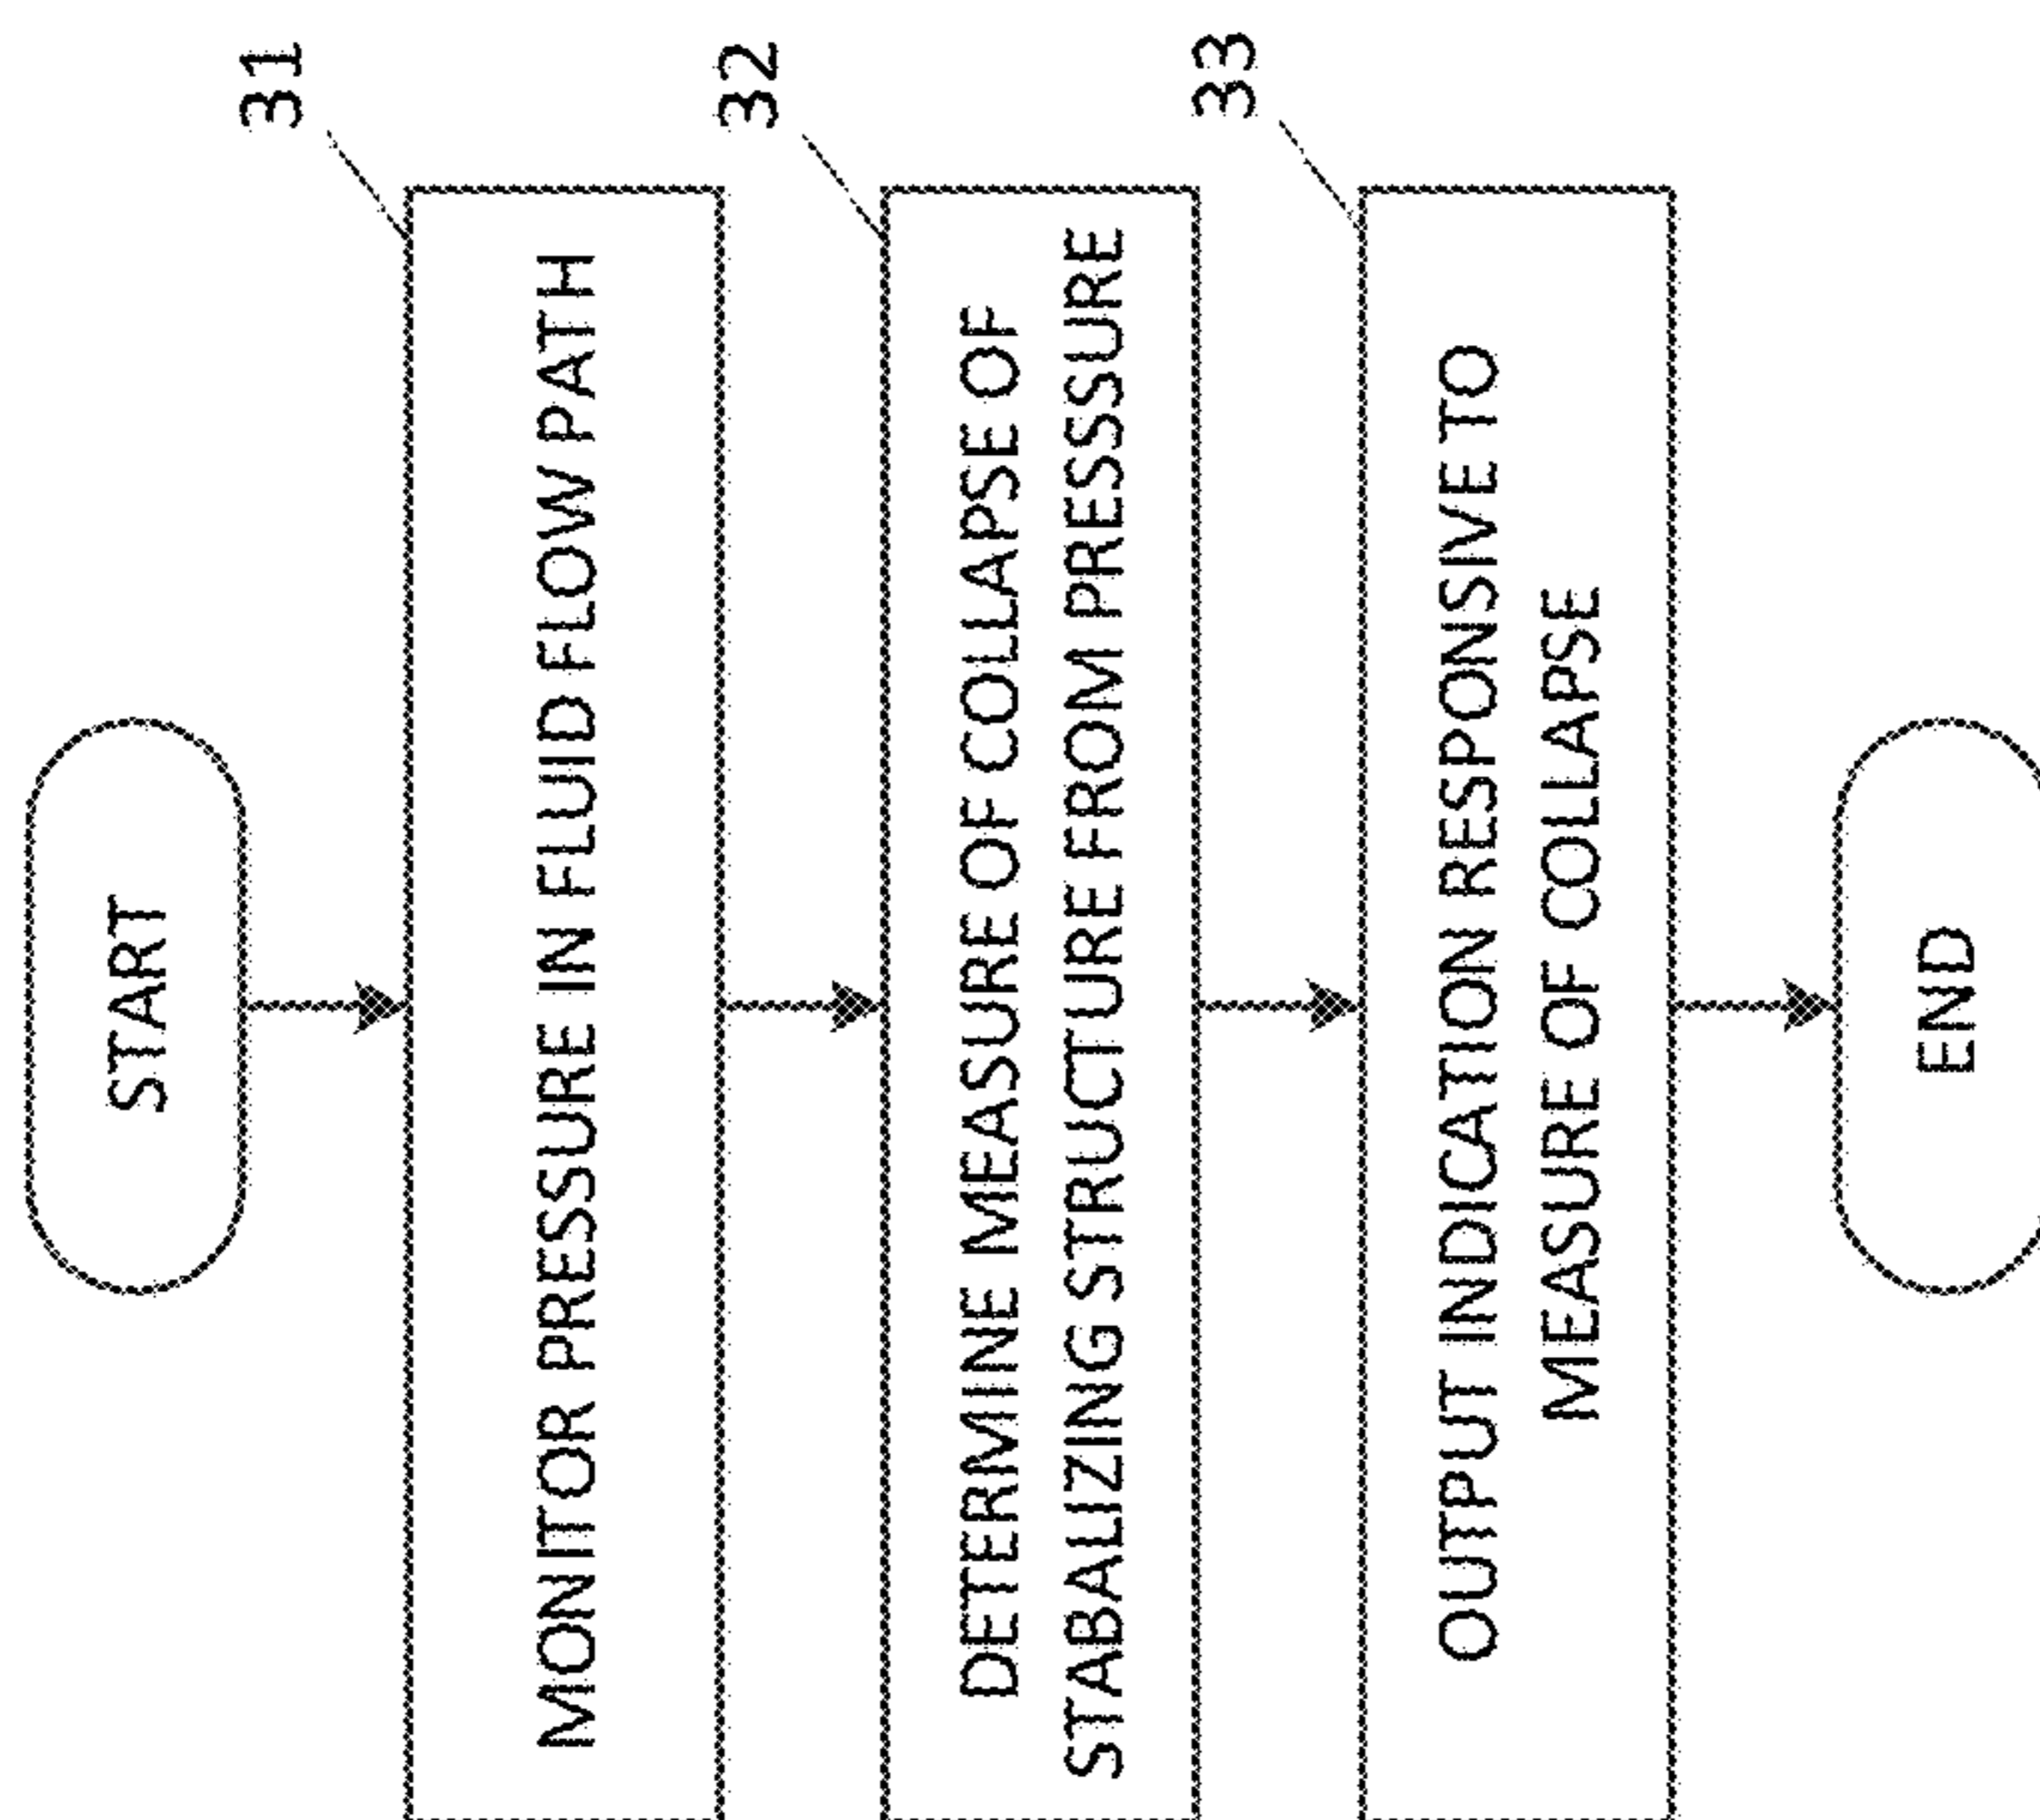 START
31
MONITOR PRESSURE IN FLUID FLOW PATH
32
DETERMINE MEASURE OF COLLAPSE OF
STABALIZING STRUCTURE FROM PRESSURE
33
OUTPUT INDICATION RESPONSIVE TO
MEASURE OF COLLAPSE
END